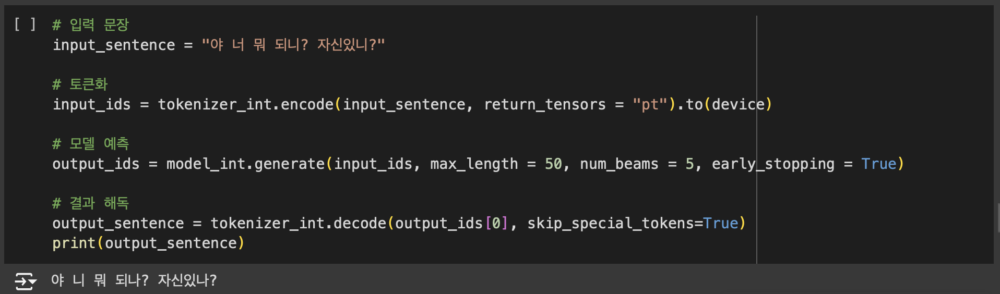 [ ] # 입력 문장
input_sentence = "야 너 뭐 되니? 자신있니?"
# 토큰화
input_ids = tokenizer_int.encode(input_sentence, return_tensors = "pt").to(device)
# 모델 예측
output_ids = model_int.generate(input_ids, max_length = 50, num_beams = 5, early_stopping = True)
# 결과 해독
output_sentence = tokenizer_int.decode(output_ids[0], skip_special_tokens=True)
print(output_sentence)
야 니 뭐 되나? 자신있나?